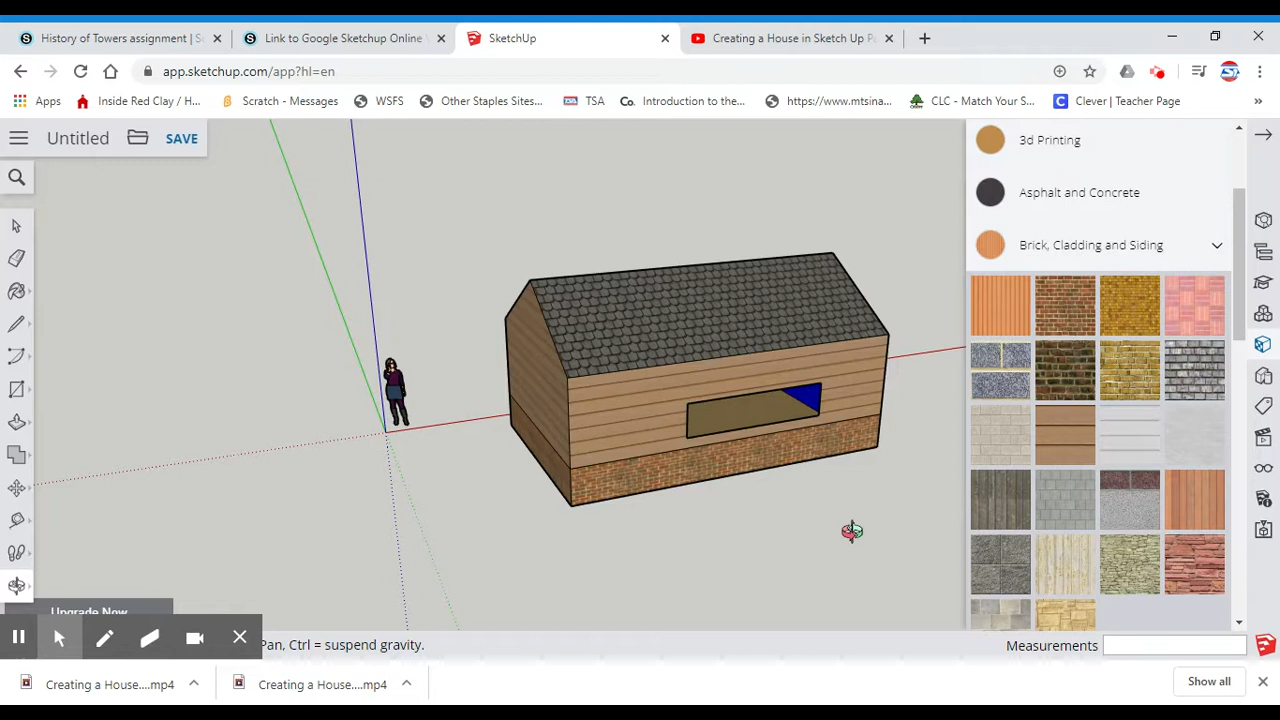 History of Towers assignment | Sc
Link to Google Sketchup Online V
SketchUp
Creating a House in Sketch Up Pa
app.sketchup.com/app?hl=en
Apps
Inside Red Clay / H...
Scratch - Messages
WSFS
Other Staples Sites...
TSA
Co. Introduction to the...
https://www.mtsina...
CLC - Match Your S...
C Clever | Teacher Page
»
Untitled
SAVE
3d Printing
Asphalt and Concrete
Brick, Cladding and Siding
Upgrade Now
Pan, Ctrl = suspend gravity.
Measurements
Creating a House....mp4
Creating a House....mp4
Show all